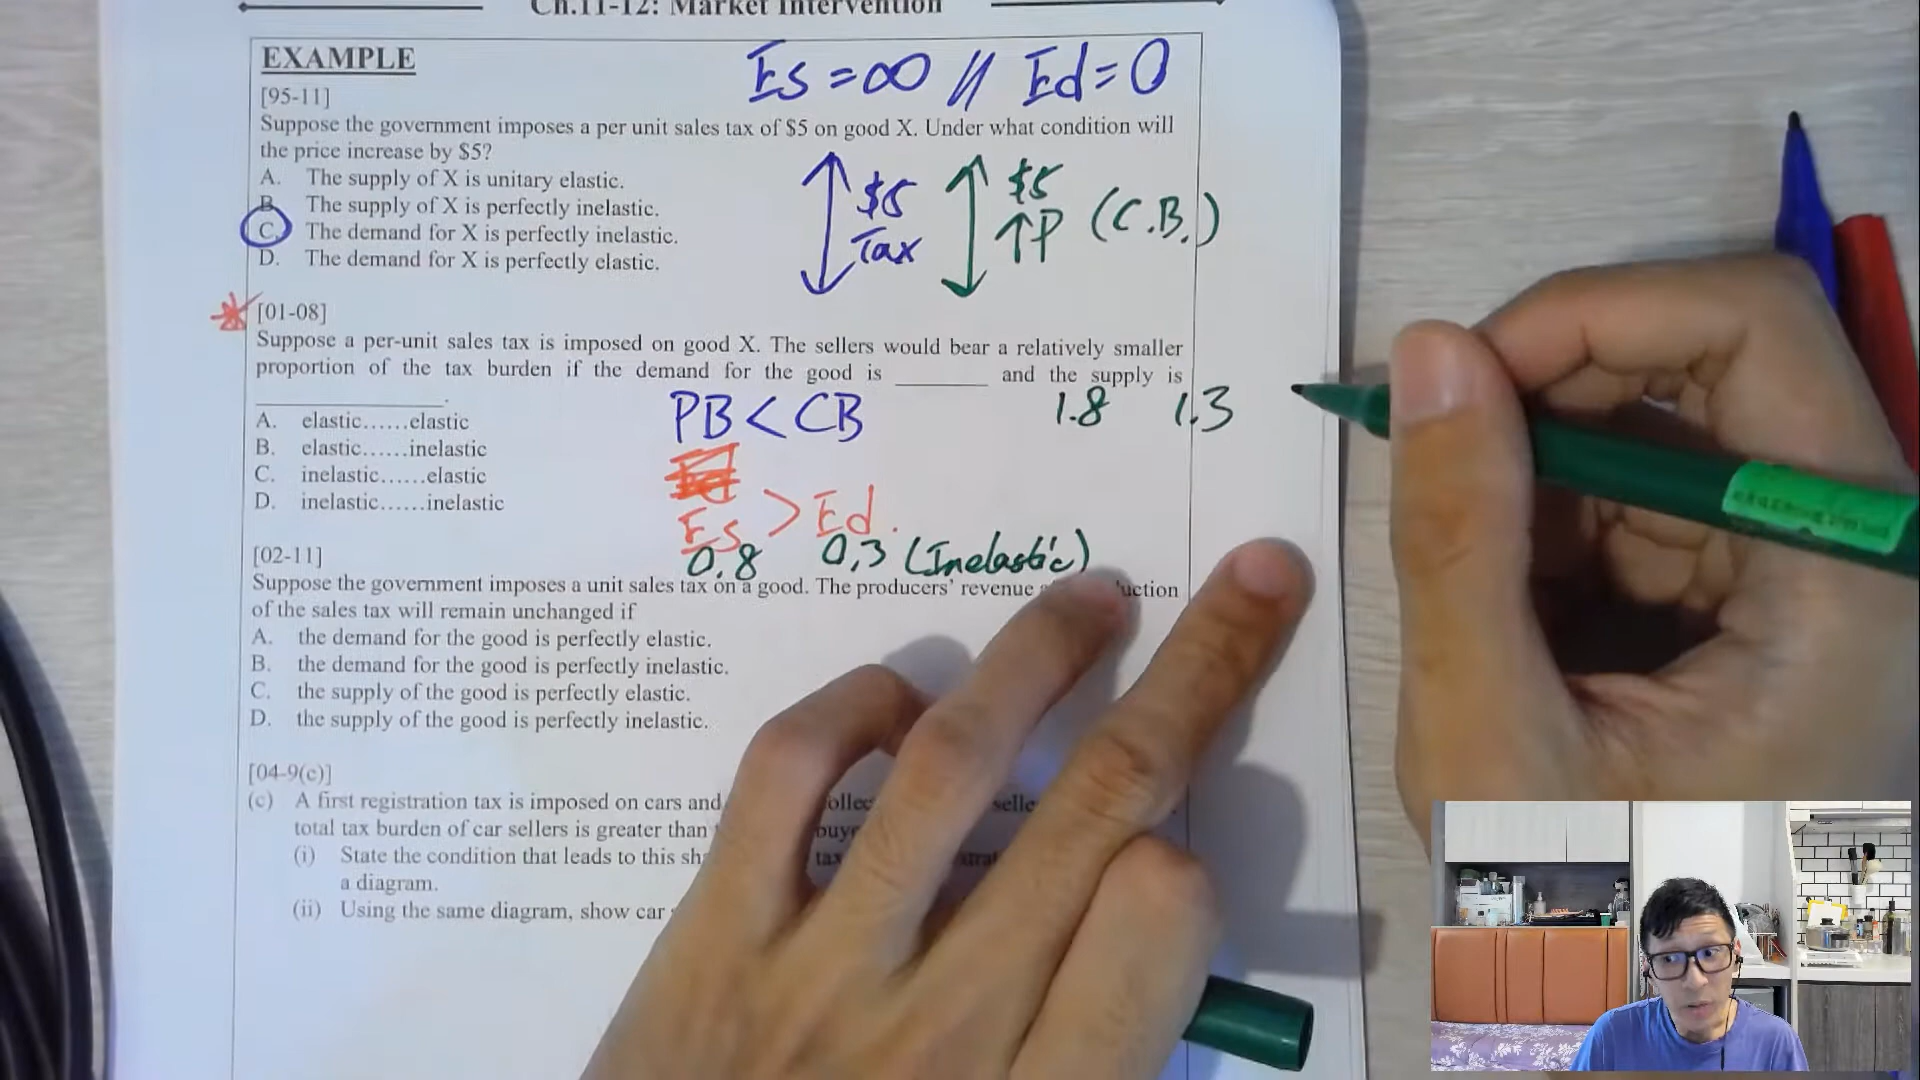 Ch.11-12: Market Intervention
EXAMPLE
Es = ∞ // Ed = 0
[95-11]
Suppose the government imposes a per unit sales tax of $5 on good X. Under what condition will
the price increase by $5?
A. The supply of X is unitary elastic.
B. The supply of X is perfectly inelastic.
C. The demand for X is perfectly inelastic.
D. The demand for X is perfectly elastic.
$5 Tax
$5 ↑P (C.B.)
[01-08]
Suppose a per-unit sales tax is imposed on good X. The sellers would bear a relatively smaller
proportion of the tax burden if the demand for the good is ________ and the supply is
________________.
1.8 1.3
A. elastic……elastic
B. elastic……inelastic
C. inelastic……elastic
D. inelastic……inelastic
PB < CB
Es > Ed.
0.8 0.3 (Inelastic)
[02-11]
Suppose the government imposes a unit sales tax on a good. The producers' revenue uction
of the sales tax will remain unchanged if
A. the demand for the good is perfectly elastic.
B. the demand for the good is perfectly inelastic.
C. the supply of the good is perfectly elastic.
D. the supply of the good is perfectly inelastic.
[04-9(c)]
(c) A first registration tax is imposed on cars and
total tax burden of car sellers is greater than
(i) State the condition that leads to this tax
a diagram.
(ii) Using the same diagram, show car